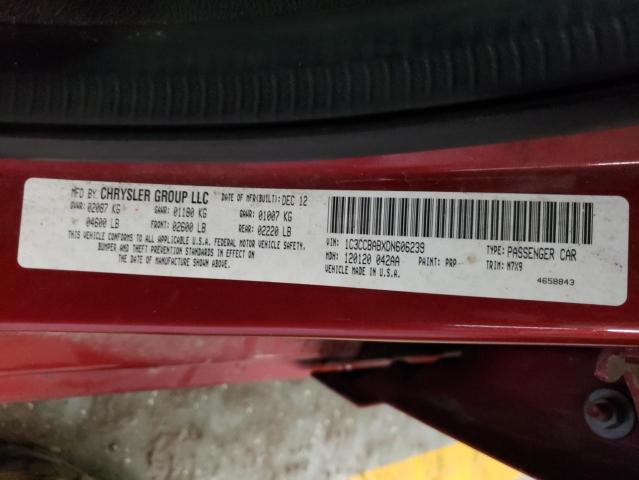 MFD BY CHRYSLER GROUP LLC DATE OF MFR(BUILT): DEC 12
GVWR: 02087 KG GAWR: 01180 KG GAWR: 01007 KG
04600 LB FRONT: 02600 LB REAR: 02220 LB
THIS VEHICLE CONFORMS TO ALL APPLICABLE U.S.A. FEDERAL MOTOR VEHICLE SAFETY,
BUMPER AND THEFT PREVENTION STANDARDS IN EFFECT ON
THE DATE OF MANUFACTURE SHOWN ABOVE.
VIN: 1C3CCBABXDN606239 TYPE: PASSENGER CAR
MDH: 120120 042AA PAINT: PRP TRIM: M7X9
VEHICLE MADE IN U.S.A. 4658843